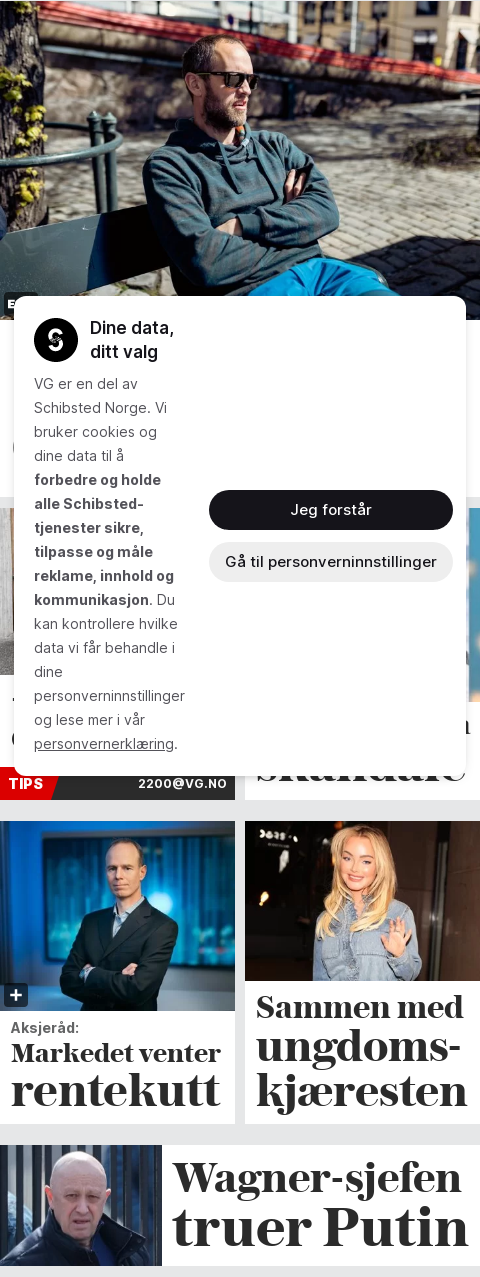 Dine data,
ditt valg
VG er en del av
Schibsted Norge. Vi
bruker cookies og
dine data til å
forbedre og holde
alle Schibsted-
tjenester sikre,
tilpasse og måle
reklame, innhold og
kommunikasjon. Du
kan kontrollere hvilke
data vi får behandle i
dine
personverninnstillinger
og lese mer i vår
personvernerklæring.
Jeg forstår
Gå til personverninnstillinger
skandale
TIPS
2200@VG.NO
Aksjeråd:
Markedet venter
rentekutt
Sammen med
ungdoms-
kjæresten
Wagner-sjefen
truer Putin